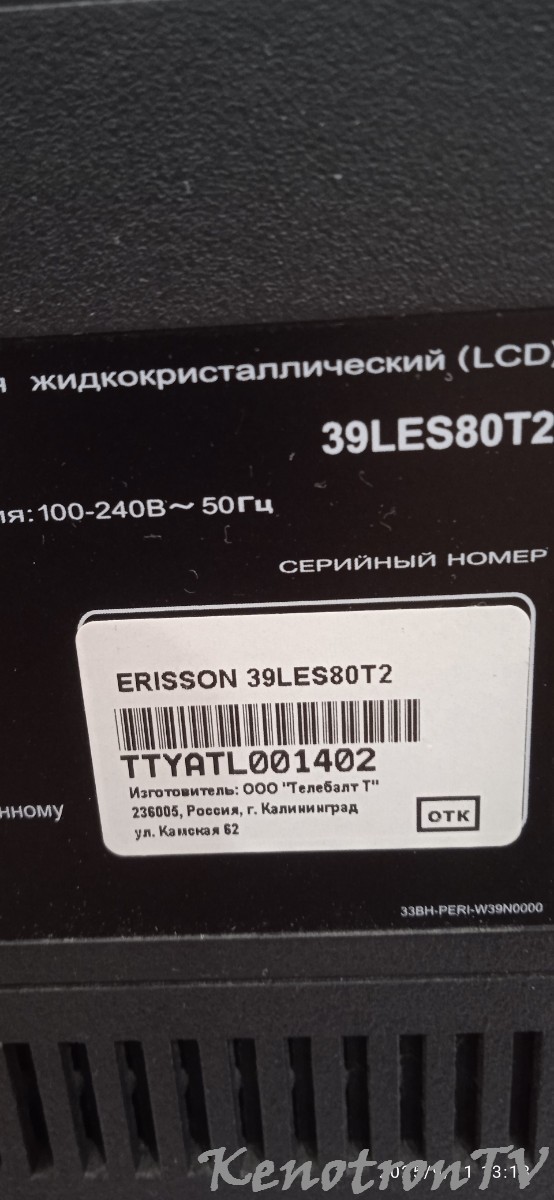 я жидкокристаллический (LCD)
39LES80T2
ия: 100-240В~ 50Гц
СЕРИЙНЫЙ НОМЕР
ERISSON 39LES80T2
TTYATL001402
Изготовитель: ООО "Телебалт Т"
236005, Россия, г. Калининград
ул. Камская 62
ОТК
нному
33BH-PERI-W39N0000
KenotronTV